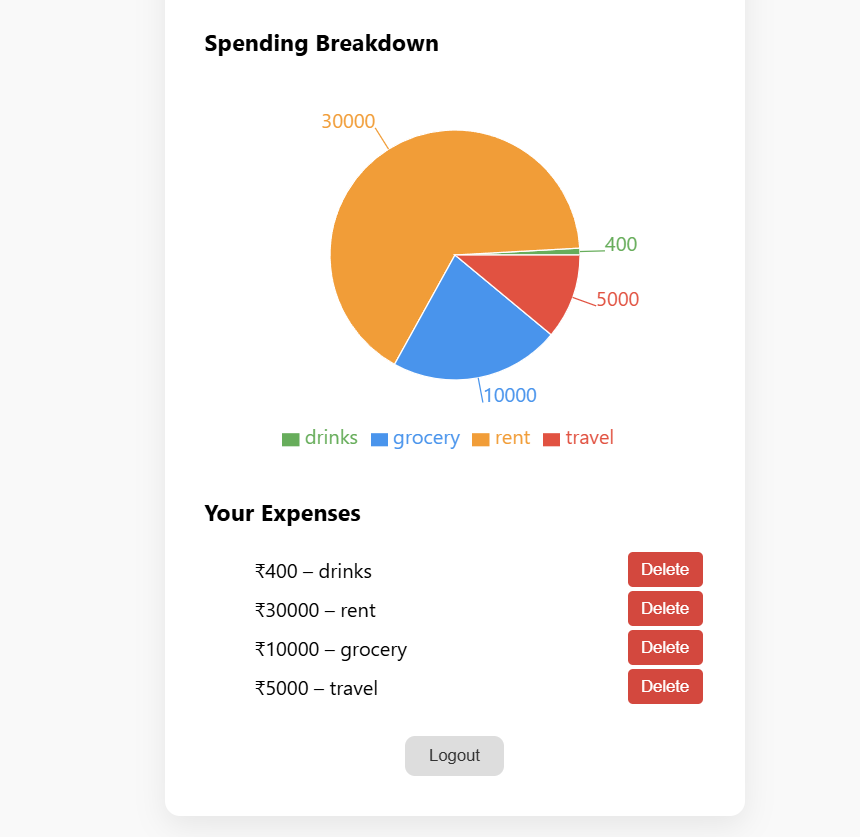 Spending Breakdown
30000
400
5000
10000
drinks grocery rent travel
Your Expenses
₹400 – drinks Delete
₹30000 – rent Delete
₹10000 – grocery Delete
₹5000 – travel Delete
Logout